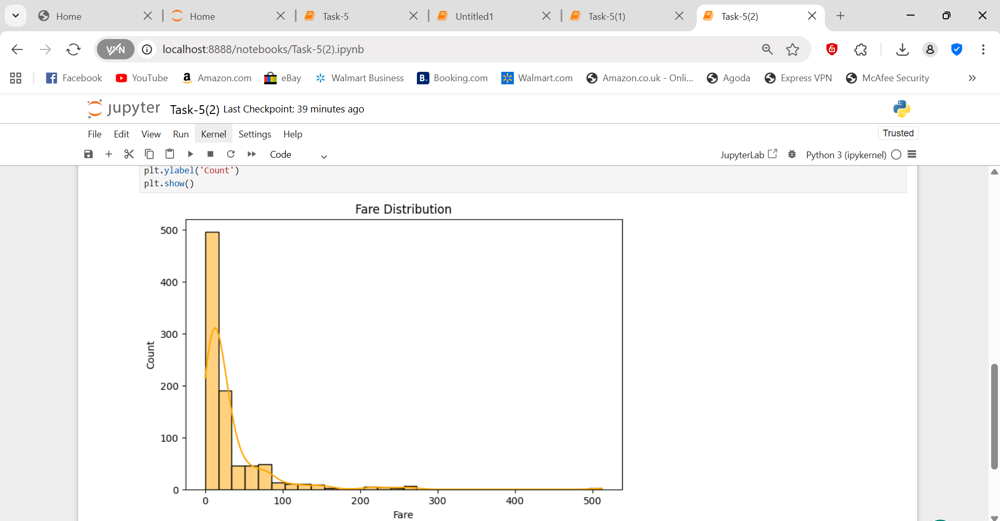 Home Home Task-5 Untitled1 Task-5(1) Task-5(2)
VPN localhost:8888/notebooks/Task-5(2).ipynb
Facebook YouTube Amazon.com eBay Walmart Business Booking.com Walmart.com Amazon.co.uk - Onli... Agoda Express VPN McAfee Security
jupyter Task-5(2) Last Checkpoint: 39 minutes ago
File Edit View Run Kernel Settings Help Trusted
Code JupyterLab Python 3 (ipykernel)
plt.ylabel('Count')
plt.show()
Fare Distribution
500
400
300
Count
200
100
0
0 100 200 300 400 500
Fare